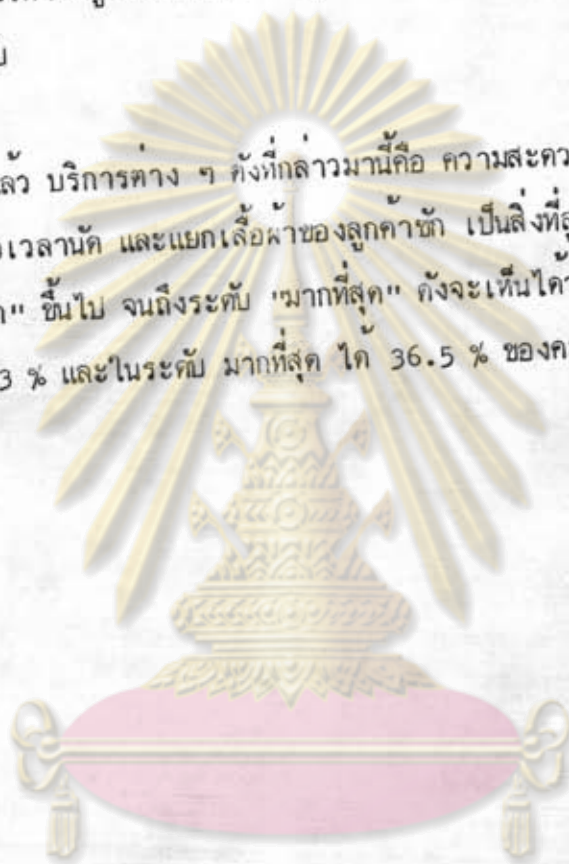 ล้ว บริการต่าง ๆ ดังที่กล่าวมานี้คือ ความสะดว
เวลานัด และแยกเสื้อผ้าของลูกค้าซัก เป็นสิ่งที่ลู
ก" ขึ้นไป จนถึงระดับ "มากที่สุด" ดังจะเห็นได้
3 % และในระดับ มากที่สุด ได้ 36.5 % ของค